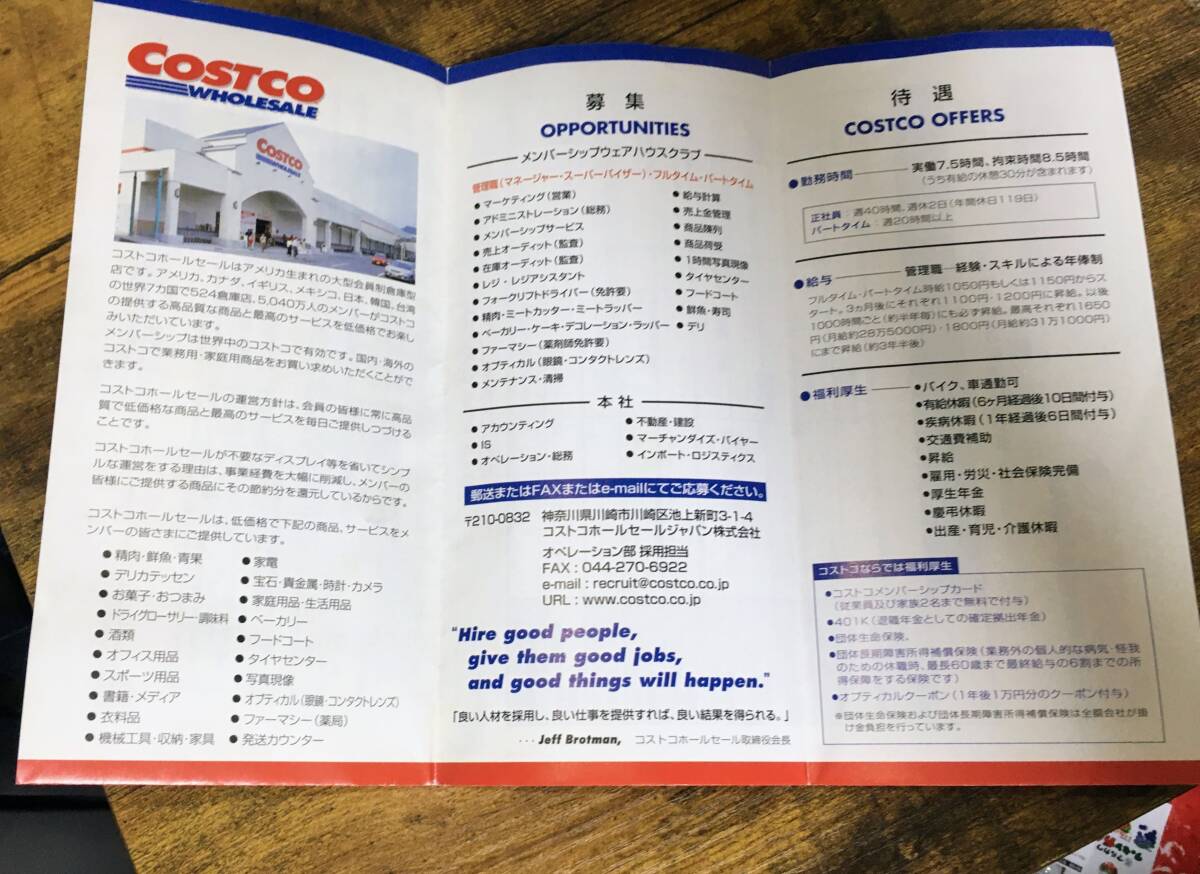 COSTCO
WHOLESALE
COSTCO
WHOLESALE
コストコホールセールはアメリカ生まれの大型会員制倉庫型
店です。アメリカ、カナダ、イギリス、メキシコ、日本、韓国、台湾
の世界7カ国で524倉庫店、5,040万人のメンバーがコストコ
の提供する高品質な商品と最高のサービスを低価格でお楽し
みいただいています。
メンバーシップは世界中のコストコで有効です。国内・海外の
コストコで業務用・家庭用商品をお買い求めいただくことがで
きます。
コストコホールセールの運営方針は、会員の皆様に常に高品
質で低価格な商品と最高のサービスを毎日ご提供しつづける
ことです。
コストコホールセールが不要なディスプレイ等を省いてシンプ
ルな運営をする理由は、事業経費を大幅に削減し、メンバーの
皆様にご提供する商品にその節約分を還元しているからです。
コストコホールセールは、低価格で下記の商品、サービスをメ
ンバーの皆さまにご提供しています。
●精肉・鮮魚・青果
●デリカテッセン
●お菓子・おつまみ
●ドライグローサリー・調味料
●酒類
●オフィス用品
●スポーツ用品
●書籍・メディア
●衣料品
●機械工具・収納・家具
●家電
●宝石・貴金属・時計・カメラ
●家庭用品・生活用品
●ベーカリー
●フードコート
●タイヤセンター
●写真現像
●オプティカル(眼鏡・コンタクトレンズ)
●ファーマシー(薬局)
●発送カウンター
募集
OPPORTUNITIES
メンバーシップウェアハウスクラブ
管理職(マネージャー・スーパーバイザー)・フルタイム・パートタイム
●マーケティング(営業)
●アドミニストレーション(総務)
●メンバーシップサービス
●売上オーディット(監査)
●在庫オーディット(監査)
●レジ・レジアシスタント
●フォークリフトドライバー(免許要)
●精肉・ミートカッター・ミートラッパー
●ベーカリー・ケーキ・デコレーション・ラッパー
●ファーマシー(薬剤師免許要)
●オプティカル(眼鏡・コンタクトレンズ)
●メンテナンス・清掃
●給与計算
●売上金管理
●商品陳列
●商品荷受
●1時間写真現像
●タイヤセンター
●フードコート
●鮮魚・寿司
●デリ
本社
●アカウンティング
●IS
●オペレーション・総務
●不動産・建設
●マーチャンダイズ・バイヤー
●インポート・ロジスティクス
郵送またはFAXまたはe-mailにてご応募ください。
〒210-0832 神奈川県川崎市川崎区池上新町3-1-4
コストコホールセールジャパン株式会社
オペレーション部 採用担当
FAX : 044-270-6922
e-mail : recruit@costco.co.jp
URL : www.costco.co.jp
"Hire good people,
give them good jobs,
and good things will happen."
「良い人材を採用し、良い仕事を提供すれば、良い結果を得られる。」
... Jeff Brotman, コストコホールセール取締役会長
待遇
COSTCO OFFERS
●勤務時間 実働7.5時間、拘束時間8.5時間
(うち有給の休憩30分が含まれます)
正社員 : 週40時間、週休2日(年間休日119日)
パートタイム : 週20時間以上
●給与 管理職―経験・スキルによる年俸制
フルタイム・パートタイム時給1050円もしくは1150円からス
タート。3ヵ月後にそれぞれ1100円・1200円に昇給。以後
1000時間ごと(約半年毎)にも必ず昇給。最高それぞれ1650
円(月給約28万5000円)・1800円(月給約31万1000円)
にまで昇給(約3年半後)
●福利厚生
●バイク、車通勤可
●有給休暇(6ヶ月経過後10日間付与)
●疾病休暇(1年経過後6日間付与)
●交通費補助
●昇給
●雇用・労災・社会保険完備
●厚生年金
●慶弔休暇
●出産・育児・介護休暇
コストコならでは福利厚生
●コストコメンバーシップカード
(従業員及び家族2名まで無料で付与)
●401K(退職年金としての確定拠出年金)
●団体生命保険、
●団体長期障害所得補償保険(業務外の個人的な病気・怪我
のための休職時、最長60歳まで最終給与の6割までの所
得保障をする保険です)
●オプティカルクーポン(1年後1万円分のクーポン付与)
※団体生命保険および団体長期障害所得補償保険は全額会社が掛
け金負担を行っています。